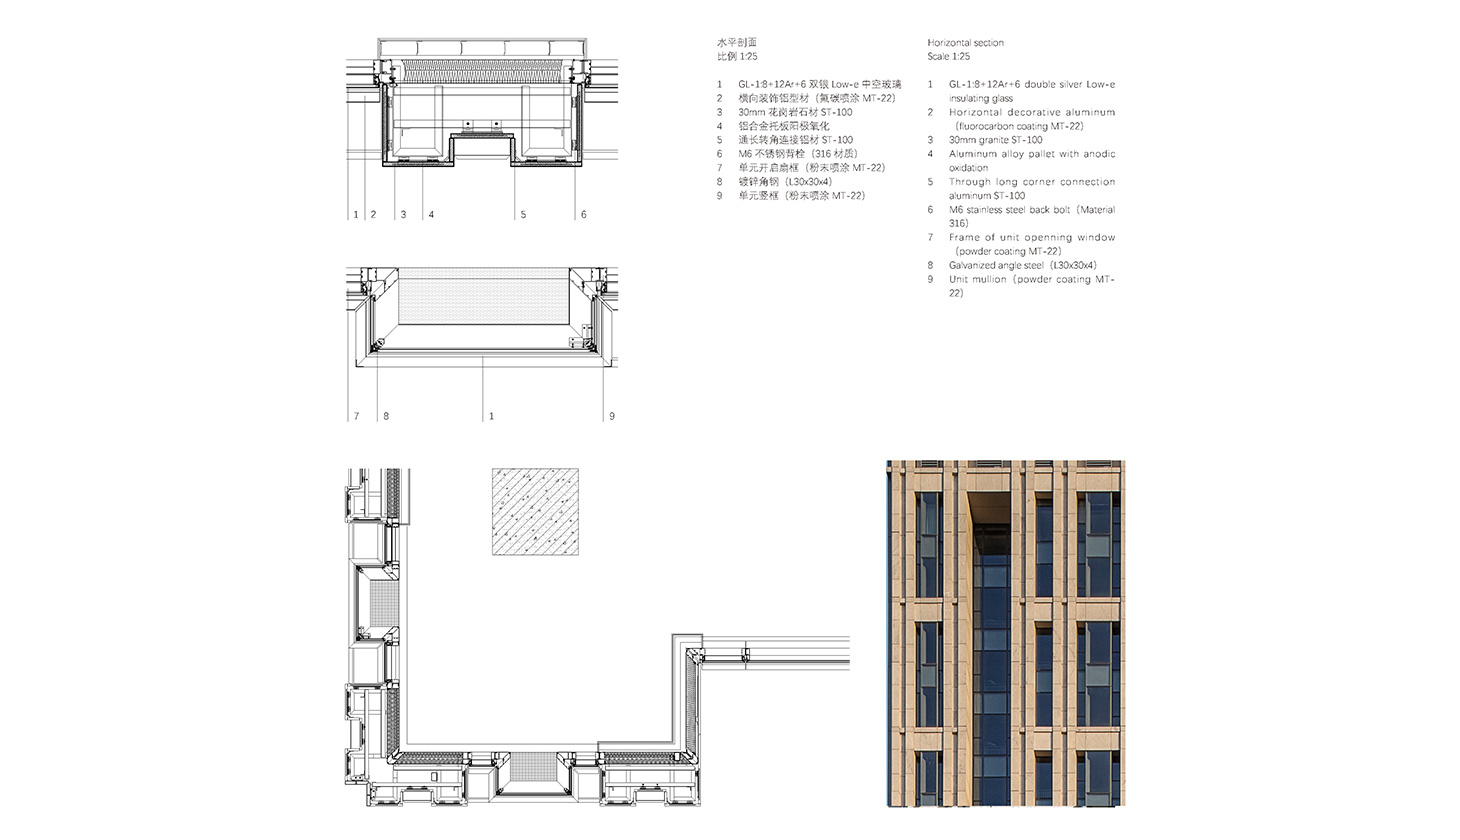 水平剖面
比例 1:25
1 GL-1:8+12Ar+6 双银 Low-e 中空玻璃
2 横向装饰铝型材（氟碳喷涂 MT-22）
3 30mm 花岗岩石材 ST-100
4 铝合金托板阳极氧化
5 通长转角连接铝材 ST-100
6 M6 不锈钢背栓（316 材质）
7 单元开启扇框（粉末喷涂 MT-22）
8 镀锌角钢（L30x30x4）
9 单元竖框（粉末喷涂 MT-22）
Horizontal section
Scale 1:25
1 GL-1:8+12Ar+6 double silver Low-e
insulating glass
2 Horizontal decorative aluminum
（fluorocarbon coating MT-22）
3 30mm granite ST-100
4 Aluminum alloy pallet with anodic
oxidation
5 Through long corner connection
aluminum ST-100
6 M6 stainless steel back bolt（Material
316）
7 Frame of unit openning window
（powder coating MT-22）
8 Galvanized angle steel（L30x30x4）
9 Unit mullion（powder coating MT-
22）
1 2 3 4 5 6
7 8 1 9